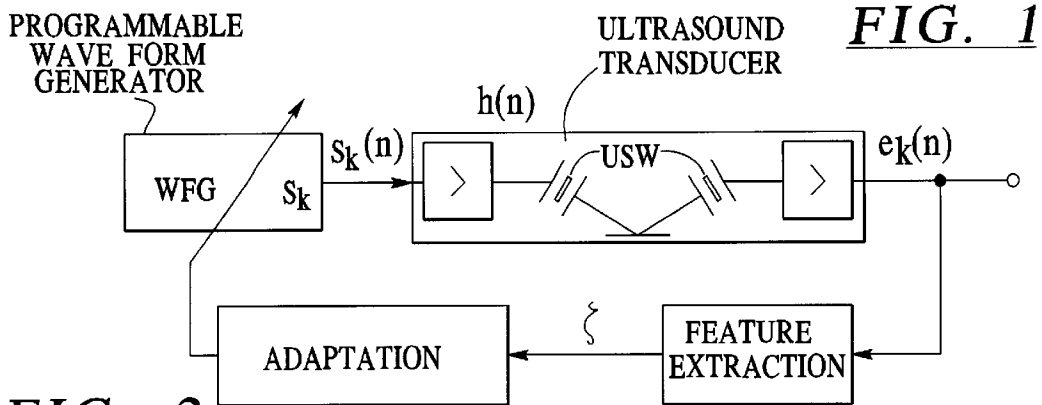 PROGRAMMABLE
WAVE FORM
GENERATOR
ULTRASOUND
TRANSDUCER
FIG. 1
h(n)
WFG
Sk
Sk(n)
>
USW
>
ek(n)
ADAPTATION
ζ
FEATURE
EXTRACTION